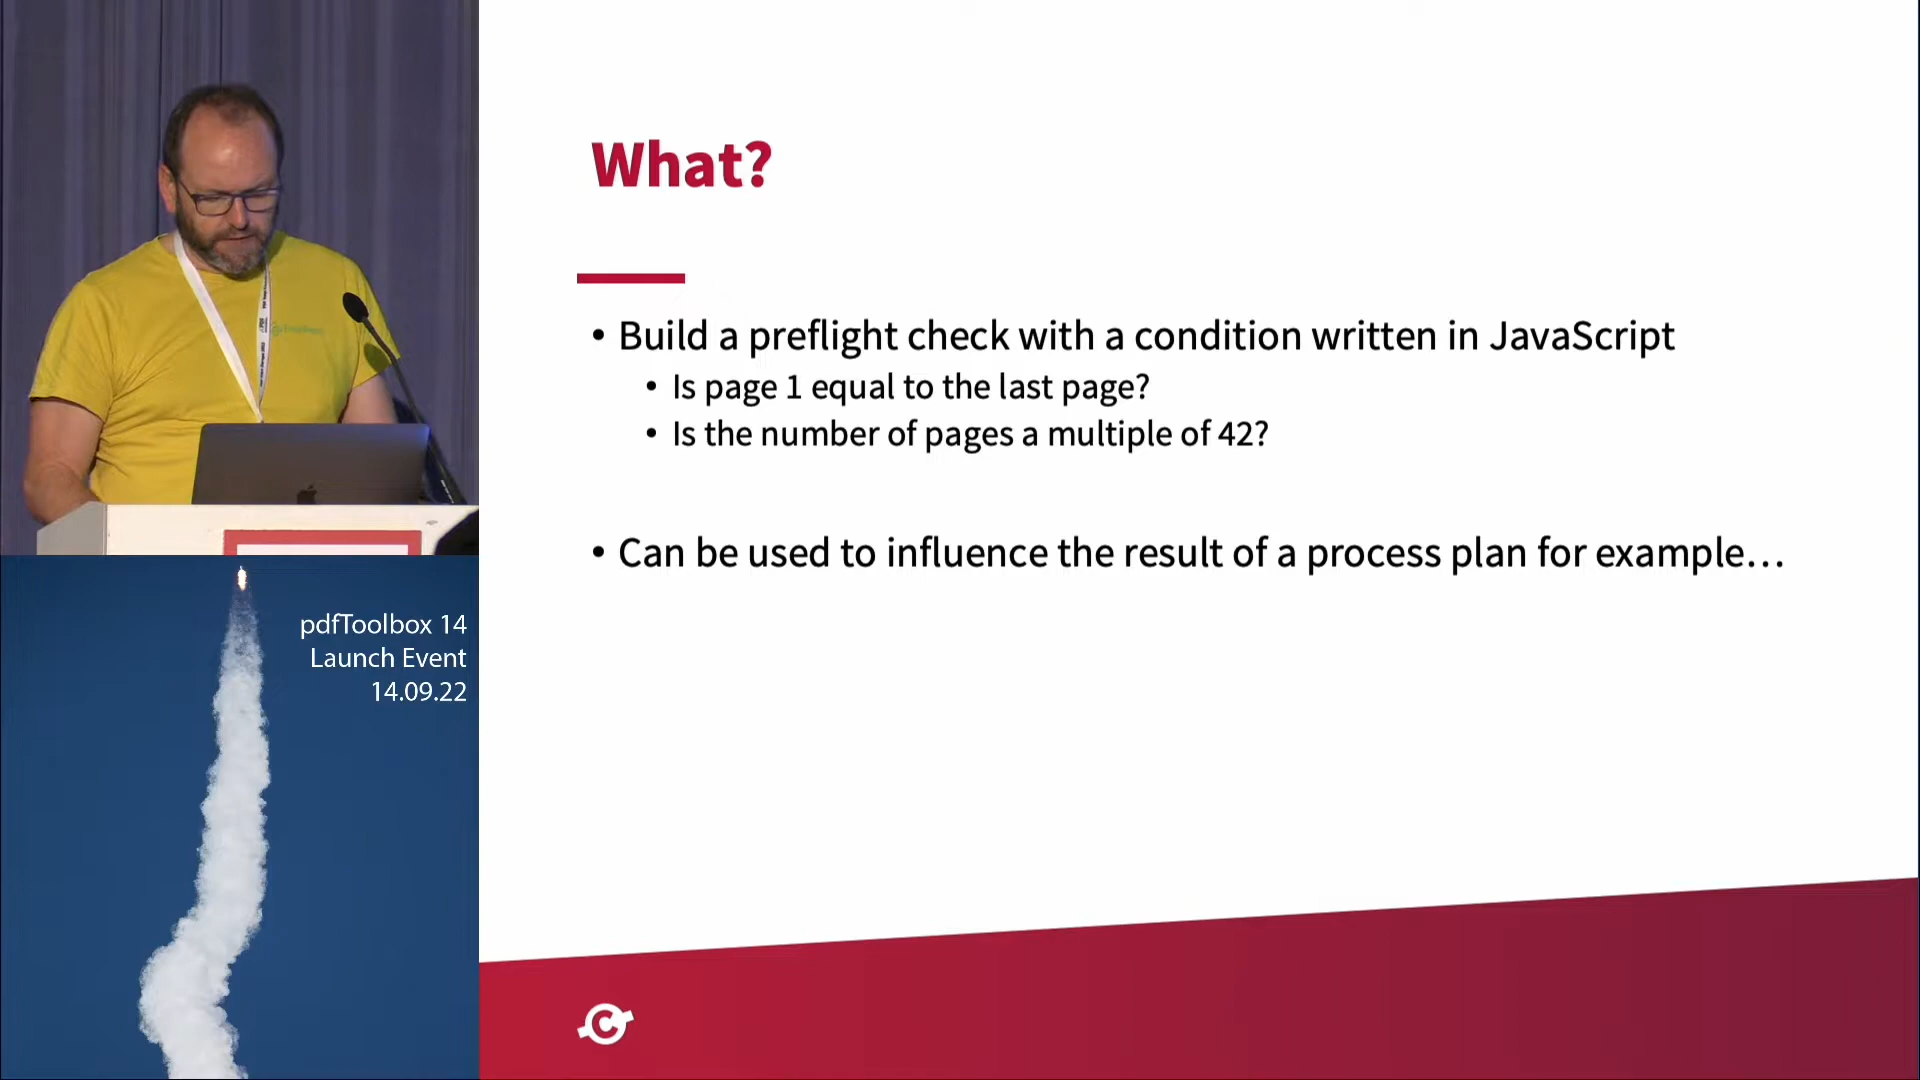 What?
• Build a preflight check with a condition written in JavaScript
• Is page 1 equal to the last page?
• Is the number of pages a multiple of 42?
• Can be used to influence the result of a process plan for example…
pdfToolbox 14
Launch Event
14.09.22